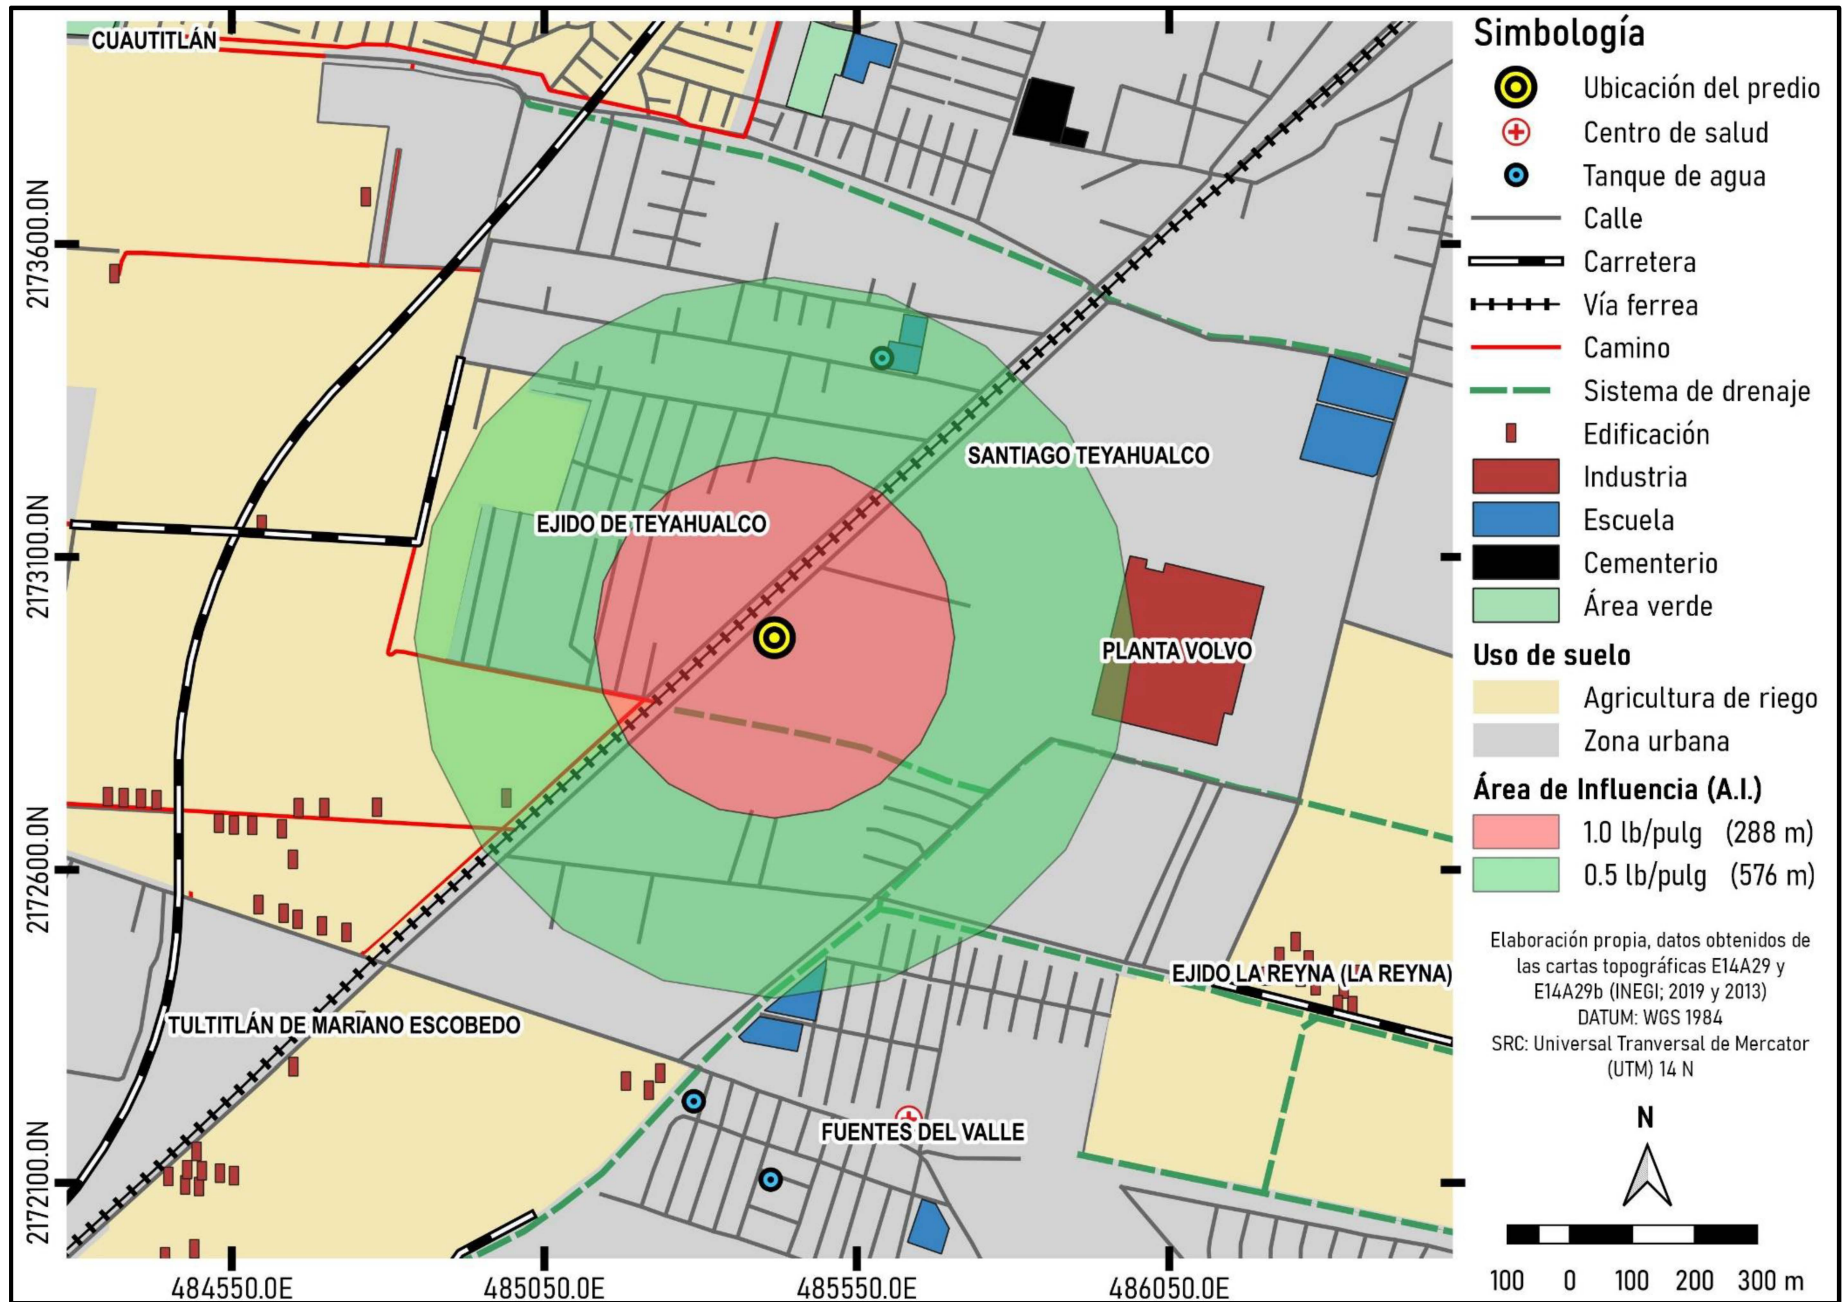 CUAUTITLÁN
SANTIAGO TEYAHUALCO
EJIDO DE TEYAHUALCO
PLANTA VOLVO
EJIDO LA REYNA (LA REYNA)
TULTITLÁN DE MARIANO ESCOBEDO
FUENTES DEL VALLE
2173600.0N
2173100.0N
2172600.0N
2172100.0N
484550.0E
485050.0E
485550.0E
486050.0E
Simbología
Ubicación del predio
Centro de salud
Tanque de agua
Calle
Carretera
Vía ferrea
Camino
Sistema de drenaje
Edificación
Industria
Escuela
Cementerio
Área verde
Uso de suelo
Agricultura de riego
Zona urbana
Área de Influencia (A.I.)
1.0 lb/pulg (288 m)
0.5 lb/pulg (576 m)
Elaboración propia, datos obtenidos de
las cartas topográficas E14A29 y
E14A29b (INEGI; 2019 y 2013)
DATUM: WGS 1984
SRC: Universal Tranversal de Mercator
(UTM) 14 N
N
100 0 100 200 300 m